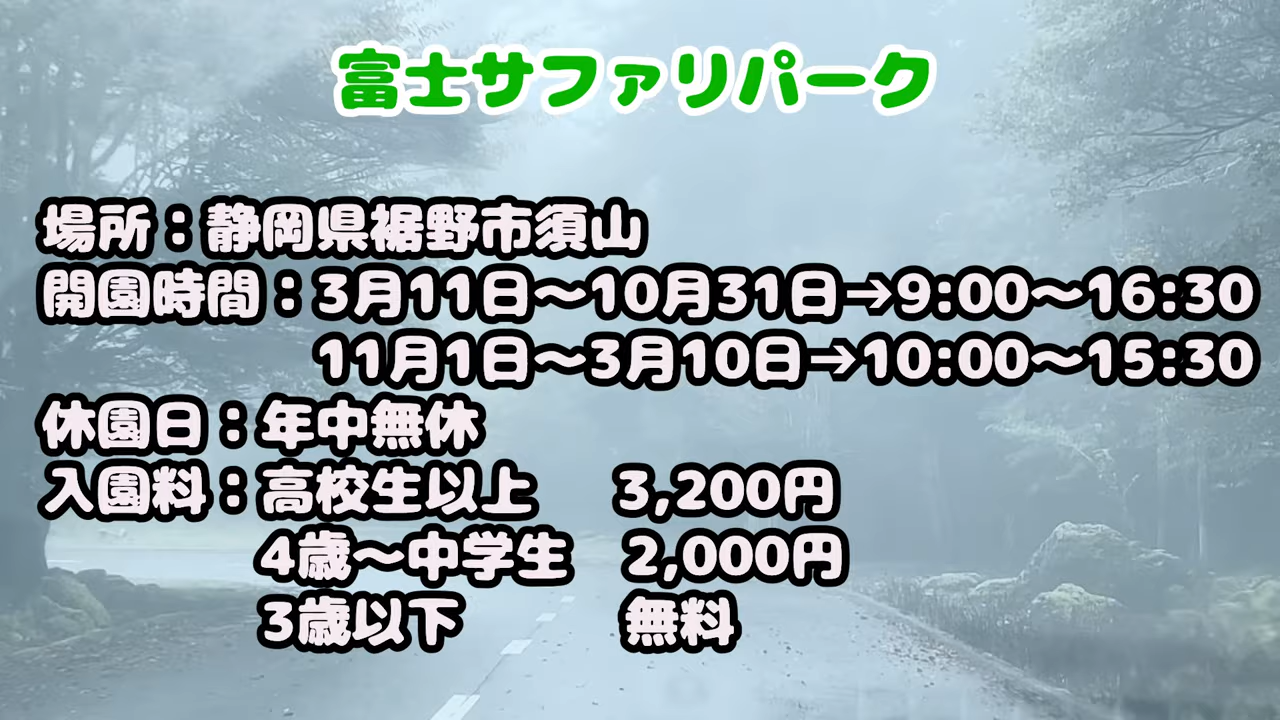 富士サファリパーク
場所：静岡県裾野市須山
開園時間：3月11日～10月31日→9:00～16:30
11月1日～3月10日→10:00～15:30
休園日：年中無休
入園料：高校生以上　3,200円
4歳～中学生　2,000円
3歳以下　無料